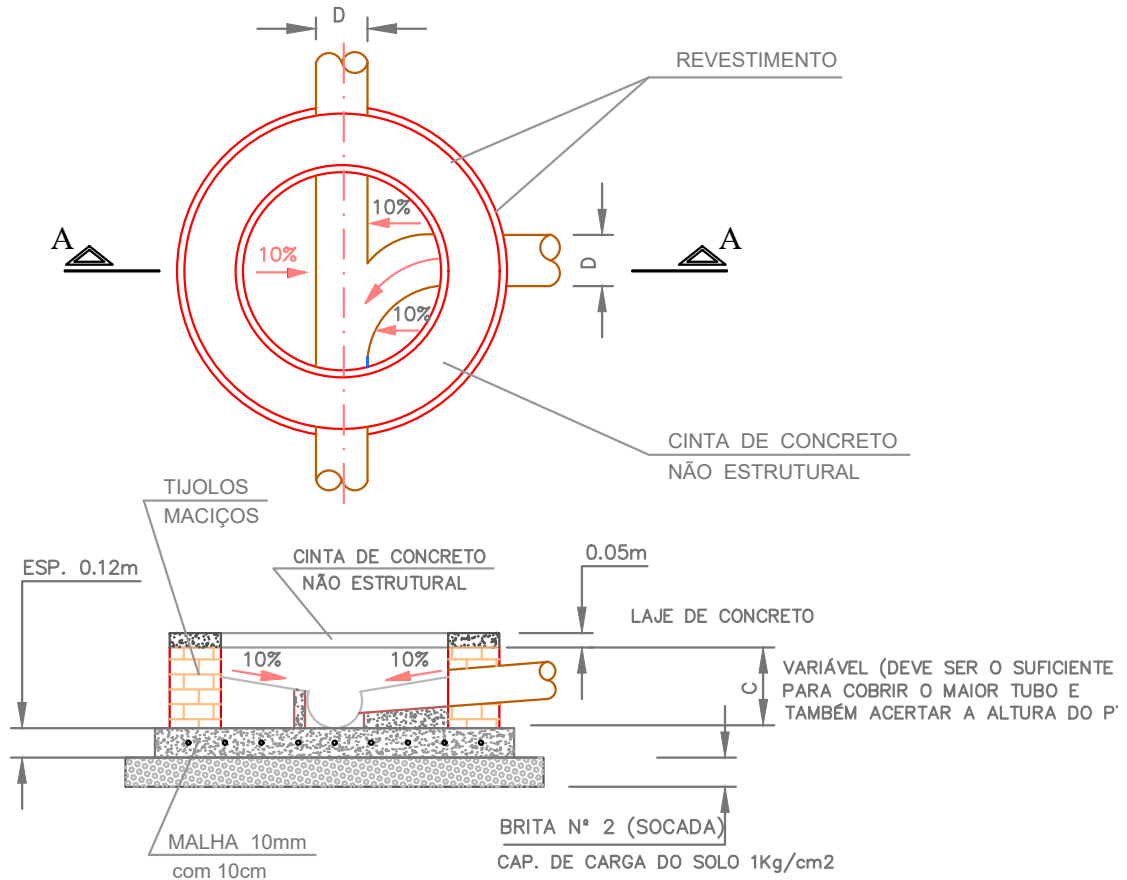 D
REVESTIMENTO
10%
A
10%
D
A
10%
CINTA DE CONCRETO
NÃO ESTRUTURAL
TIJOLOS
MACIÇOS
ESP. 0.12m
CINTA DE CONCRETO
NÃO ESTRUTURAL
0.05m
LAJE DE CONCRETO
10%
10%
C
VARIÁVEL (DEVE SER O SUFICIENTE
PARA COBRIR O MAIOR TUBO E
TAMBÉM ACERTAR A ALTURA DO
BRITA Nº 2 (SOCADA)
CAP. DE CARGA DO SOLO 1Kg/cm2
MALHA 10mm
com 10cm